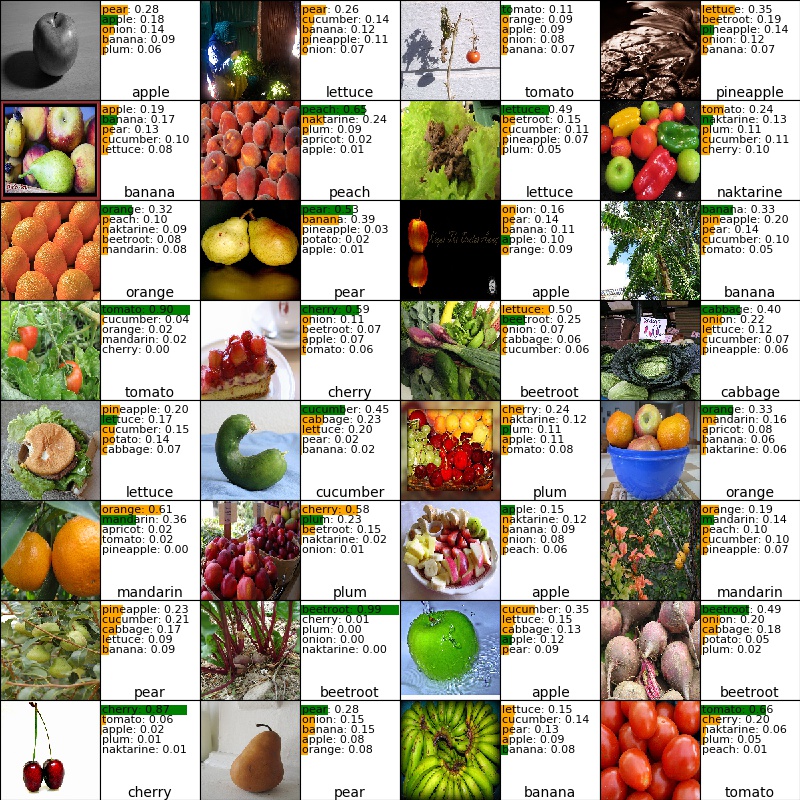 pear: 0.28
apple: 0.18
onion: 0.14
banana: 0.09
plum: 0.06
apple
pear: 0.26
cucumber: 0.14
banana: 0.12
pineapple: 0.11
onion: 0.07
lettuce
tomato: 0.11
orange: 0.09
apple: 0.09
onion: 0.08
banana: 0.07
tomato
lettuce: 0.35
beetroot: 0.19
pineapple: 0.14
onion: 0.12
banana: 0.07
pineapple
apple: 0.19
banana: 0.17
pear: 0.13
cucumber: 0.10
lettuce: 0.08
banana
peach: 0.65
naktarine: 0.24
plum: 0.09
apricot: 0.02
apple: 0.01
peach
lettuce: 0.49
beetroot: 0.15
cucumber: 0.11
pineapple: 0.07
plum: 0.05
lettuce
tomato: 0.24
naktarine: 0.13
plum: 0.11
cucumber: 0.11
cherry: 0.10
naktarine
orange: 0.32
peach: 0.10
naktarine: 0.09
beetroot: 0.08
mandarin: 0.08
orange
pear: 0.53
banana: 0.39
pineapple: 0.03
potato: 0.02
apple: 0.01
pear
onion: 0.16
pear: 0.14
banana: 0.11
apple: 0.10
orange: 0.09
apple
banana: 0.33
pineapple: 0.20
pear: 0.14
cucumber: 0.10
tomato: 0.05
banana
tomato: 0.90
cucumber: 0.04
orange: 0.02
mandarin: 0.02
cherry: 0.00
tomato
cherry: 0.59
onion: 0.11
beetroot: 0.07
apple: 0.07
tomato: 0.06
cherry
lettuce: 0.50
beetroot: 0.25
onion: 0.07
cabbage: 0.06
cucumber: 0.06
beetroot
cabbage: 0.40
onion: 0.22
lettuce: 0.12
cucumber: 0.07
pineapple: 0.06
cabbage
pineapple: 0.20
lettuce: 0.17
cucumber: 0.15
potato: 0.14
cabbage: 0.07
lettuce
cucumber: 0.45
cabbage: 0.23
lettuce: 0.20
pear: 0.02
banana: 0.02
cucumber
cherry: 0.24
naktarine: 0.12
plum: 0.11
apple: 0.11
tomato: 0.08
plum
orange: 0.33
mandarin: 0.16
apricot: 0.08
banana: 0.06
naktarine: 0.06
orange
orange: 0.61
mandarin: 0.36
apricot: 0.02
tomato: 0.02
pineapple: 0.00
mandarin
cherry: 0.58
plum: 0.23
beetroot: 0.15
naktarine: 0.02
onion: 0.01
plum
apple: 0.15
naktarine: 0.12
banana: 0.09
onion: 0.08
peach: 0.06
apple
orange: 0.19
mandarin: 0.14
peach: 0.10
cucumber: 0.10
pineapple: 0.07
mandarin
pineapple: 0.23
cucumber: 0.21
cabbage: 0.17
lettuce: 0.09
banana: 0.09
pear
beetroot: 0.99
cherry: 0.01
plum: 0.00
onion: 0.00
naktarine: 0.00
beetroot
cucumber: 0.35
lettuce: 0.15
cabbage: 0.13
apple: 0.12
pear: 0.09
apple
beetroot: 0.49
onion: 0.20
cabbage: 0.18
potato: 0.05
plum: 0.02
beetroot
cherry: 0.87
tomato: 0.06
apple: 0.02
plum: 0.01
naktarine: 0.01
cherry
pear: 0.28
onion: 0.15
banana: 0.15
apple: 0.08
orange: 0.08
pear
lettuce: 0.15
cucumber: 0.14
pear: 0.13
apple: 0.09
banana: 0.08
banana
tomato: 0.66
cherry: 0.20
naktarine: 0.06
plum: 0.05
peach: 0.01
tomato